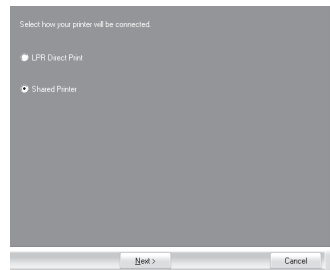 Select how your printer will be connected:
LPR Direct Print
Shared Printer
Next >
Cancel